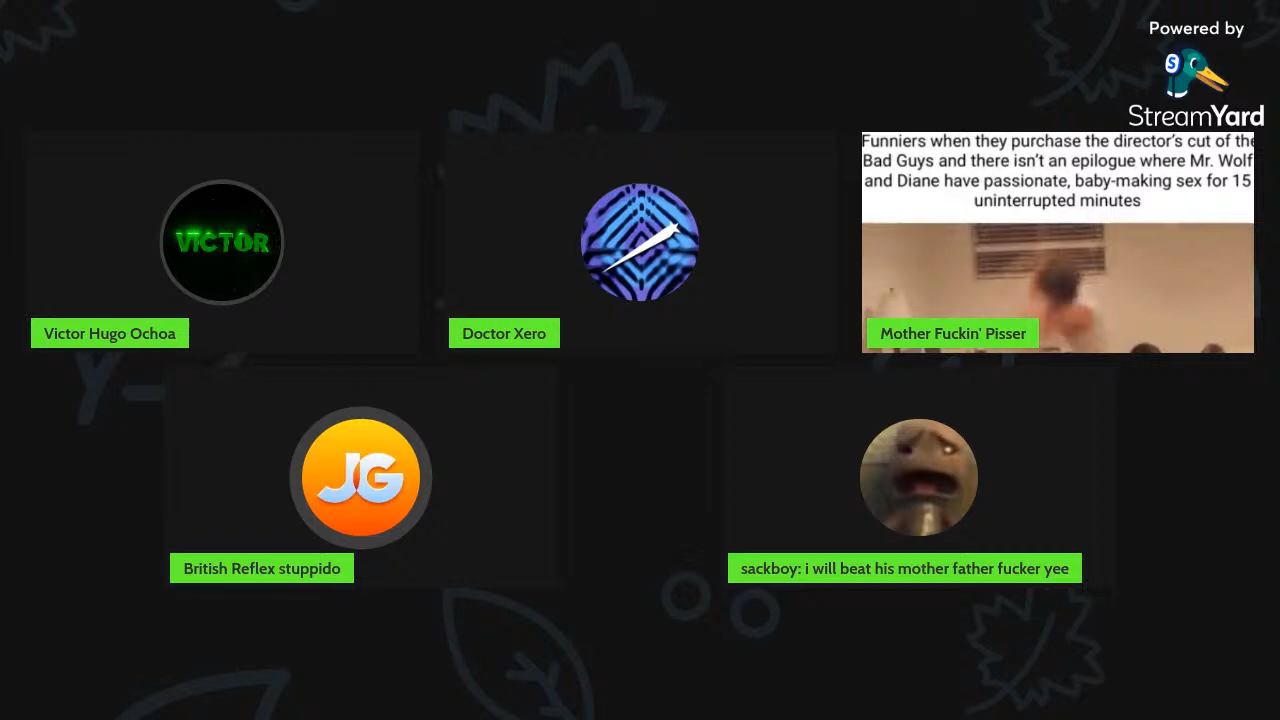 Powered by
S
StreamYard
Funniers when they purchase the director's cut of the
Bad Guys and there isn't an epilogue where Mr. Wolf
and Diane have passionate, baby-making sex for 15
uninterrupted minutes
VICTOR
Victor Hugo Ochoa
Doctor Xero
Mother Fuckin' Pisser
JG
British Reflex stuppido
sackboy: i will beat his mother father fucker yee